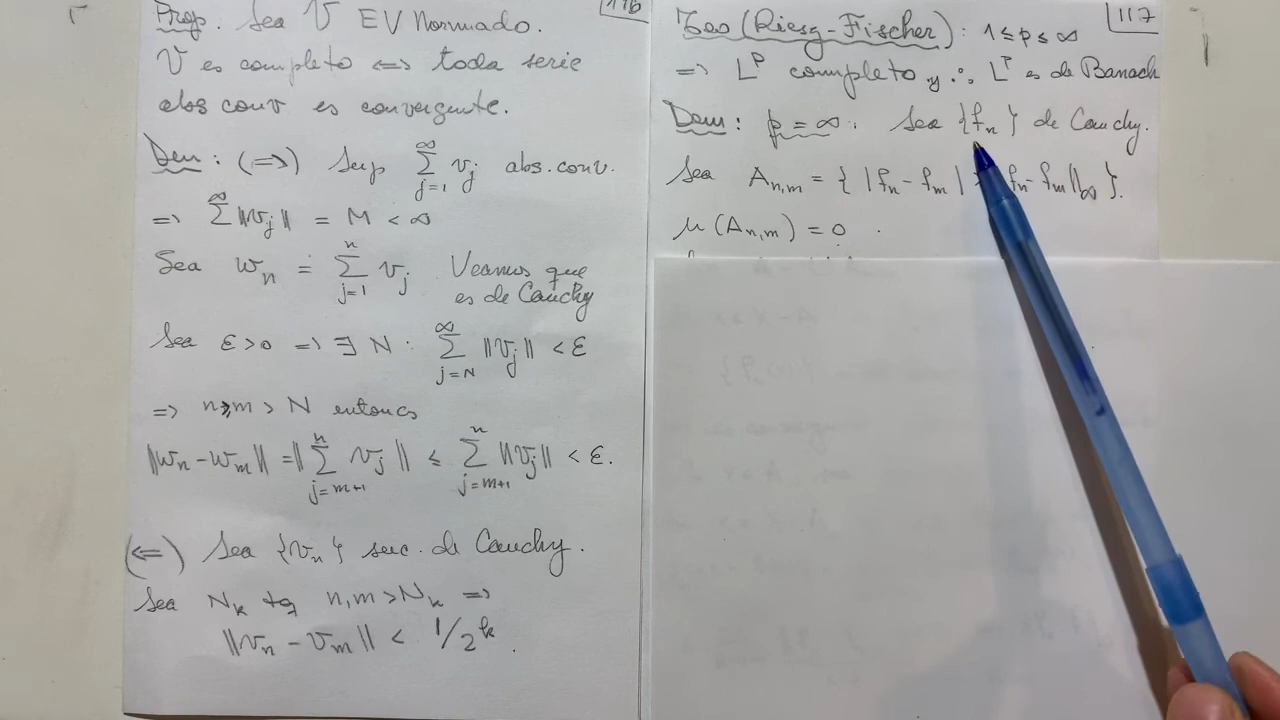 116
Prop. Sea V EV Normado.
V es completo ⟺ toda serie
abs conv es convergente.
Dem: (⟹) Sup ∑_{j=1}^{∞} v_j abs. conv.
⟹ ∑^{∞} ||v_j|| = M < ∞
Sea w_n = ∑_{j=1}^{n} v_j Veamos que
es de Cauchy
Sea ε > 0 ⟹ ∃ N : ∑_{j=N}^{∞} ||v_j|| < ε
⟹ n > m > N entonces
||w_n - w_m|| = || ∑_{j=m+1}^{n} v_j || ≤ ∑_{j=m+1}^{n} ||v_j|| < ε.
(⟸) Sea {v_n} suc. de Cauchy.
Sea N_k tq n,m > N_k ⟹
||v_n - v_m|| < 1/2^k.
117
Teo (Riesz-Fischer): 1 ≤ p ≤ ∞
⟹ L^p completo y ∴ L^p es de Banach
Dem: p = ∞: Sea {f_n} de Cauchy.
Sea A_{n,m} = { |f_n - f_m| f_n - f_m||_∞ }.
μ(A_{n,m}) = 0